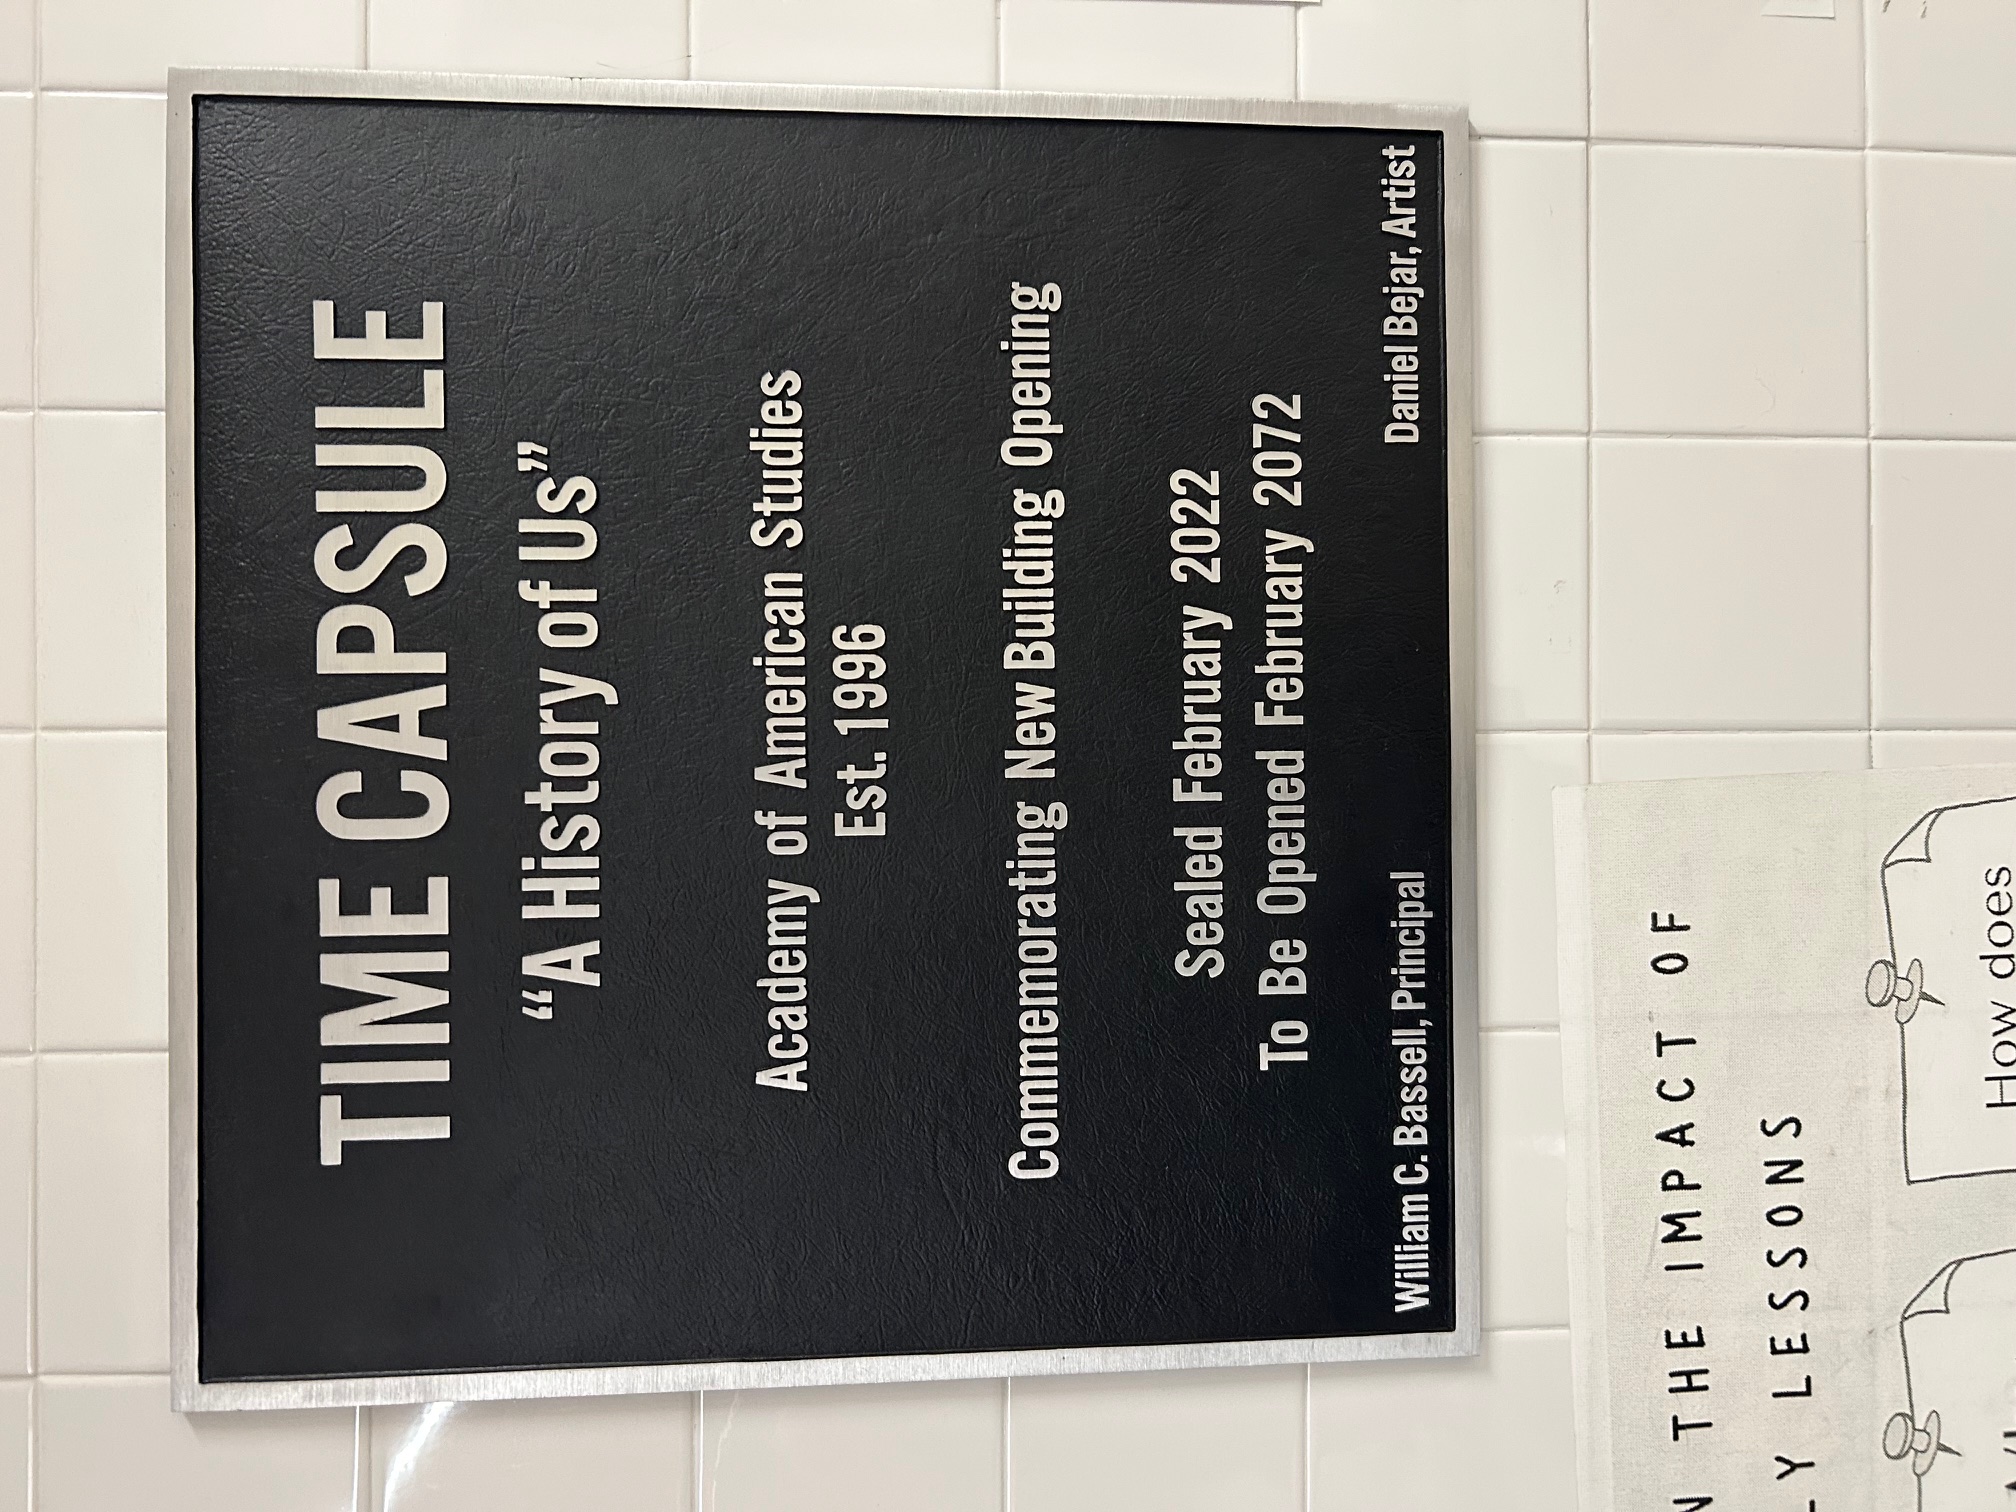 TIME CAPSULE
“A History of Us”
Academy of American Studies
Est. 1996
Commemorating New Building Opening
Sealed February 2022
To Be Opened February 2072
William C. Bassell, Principal
Daniel Bejar, Artist
THE IMPACT OF
LESSONS
How does